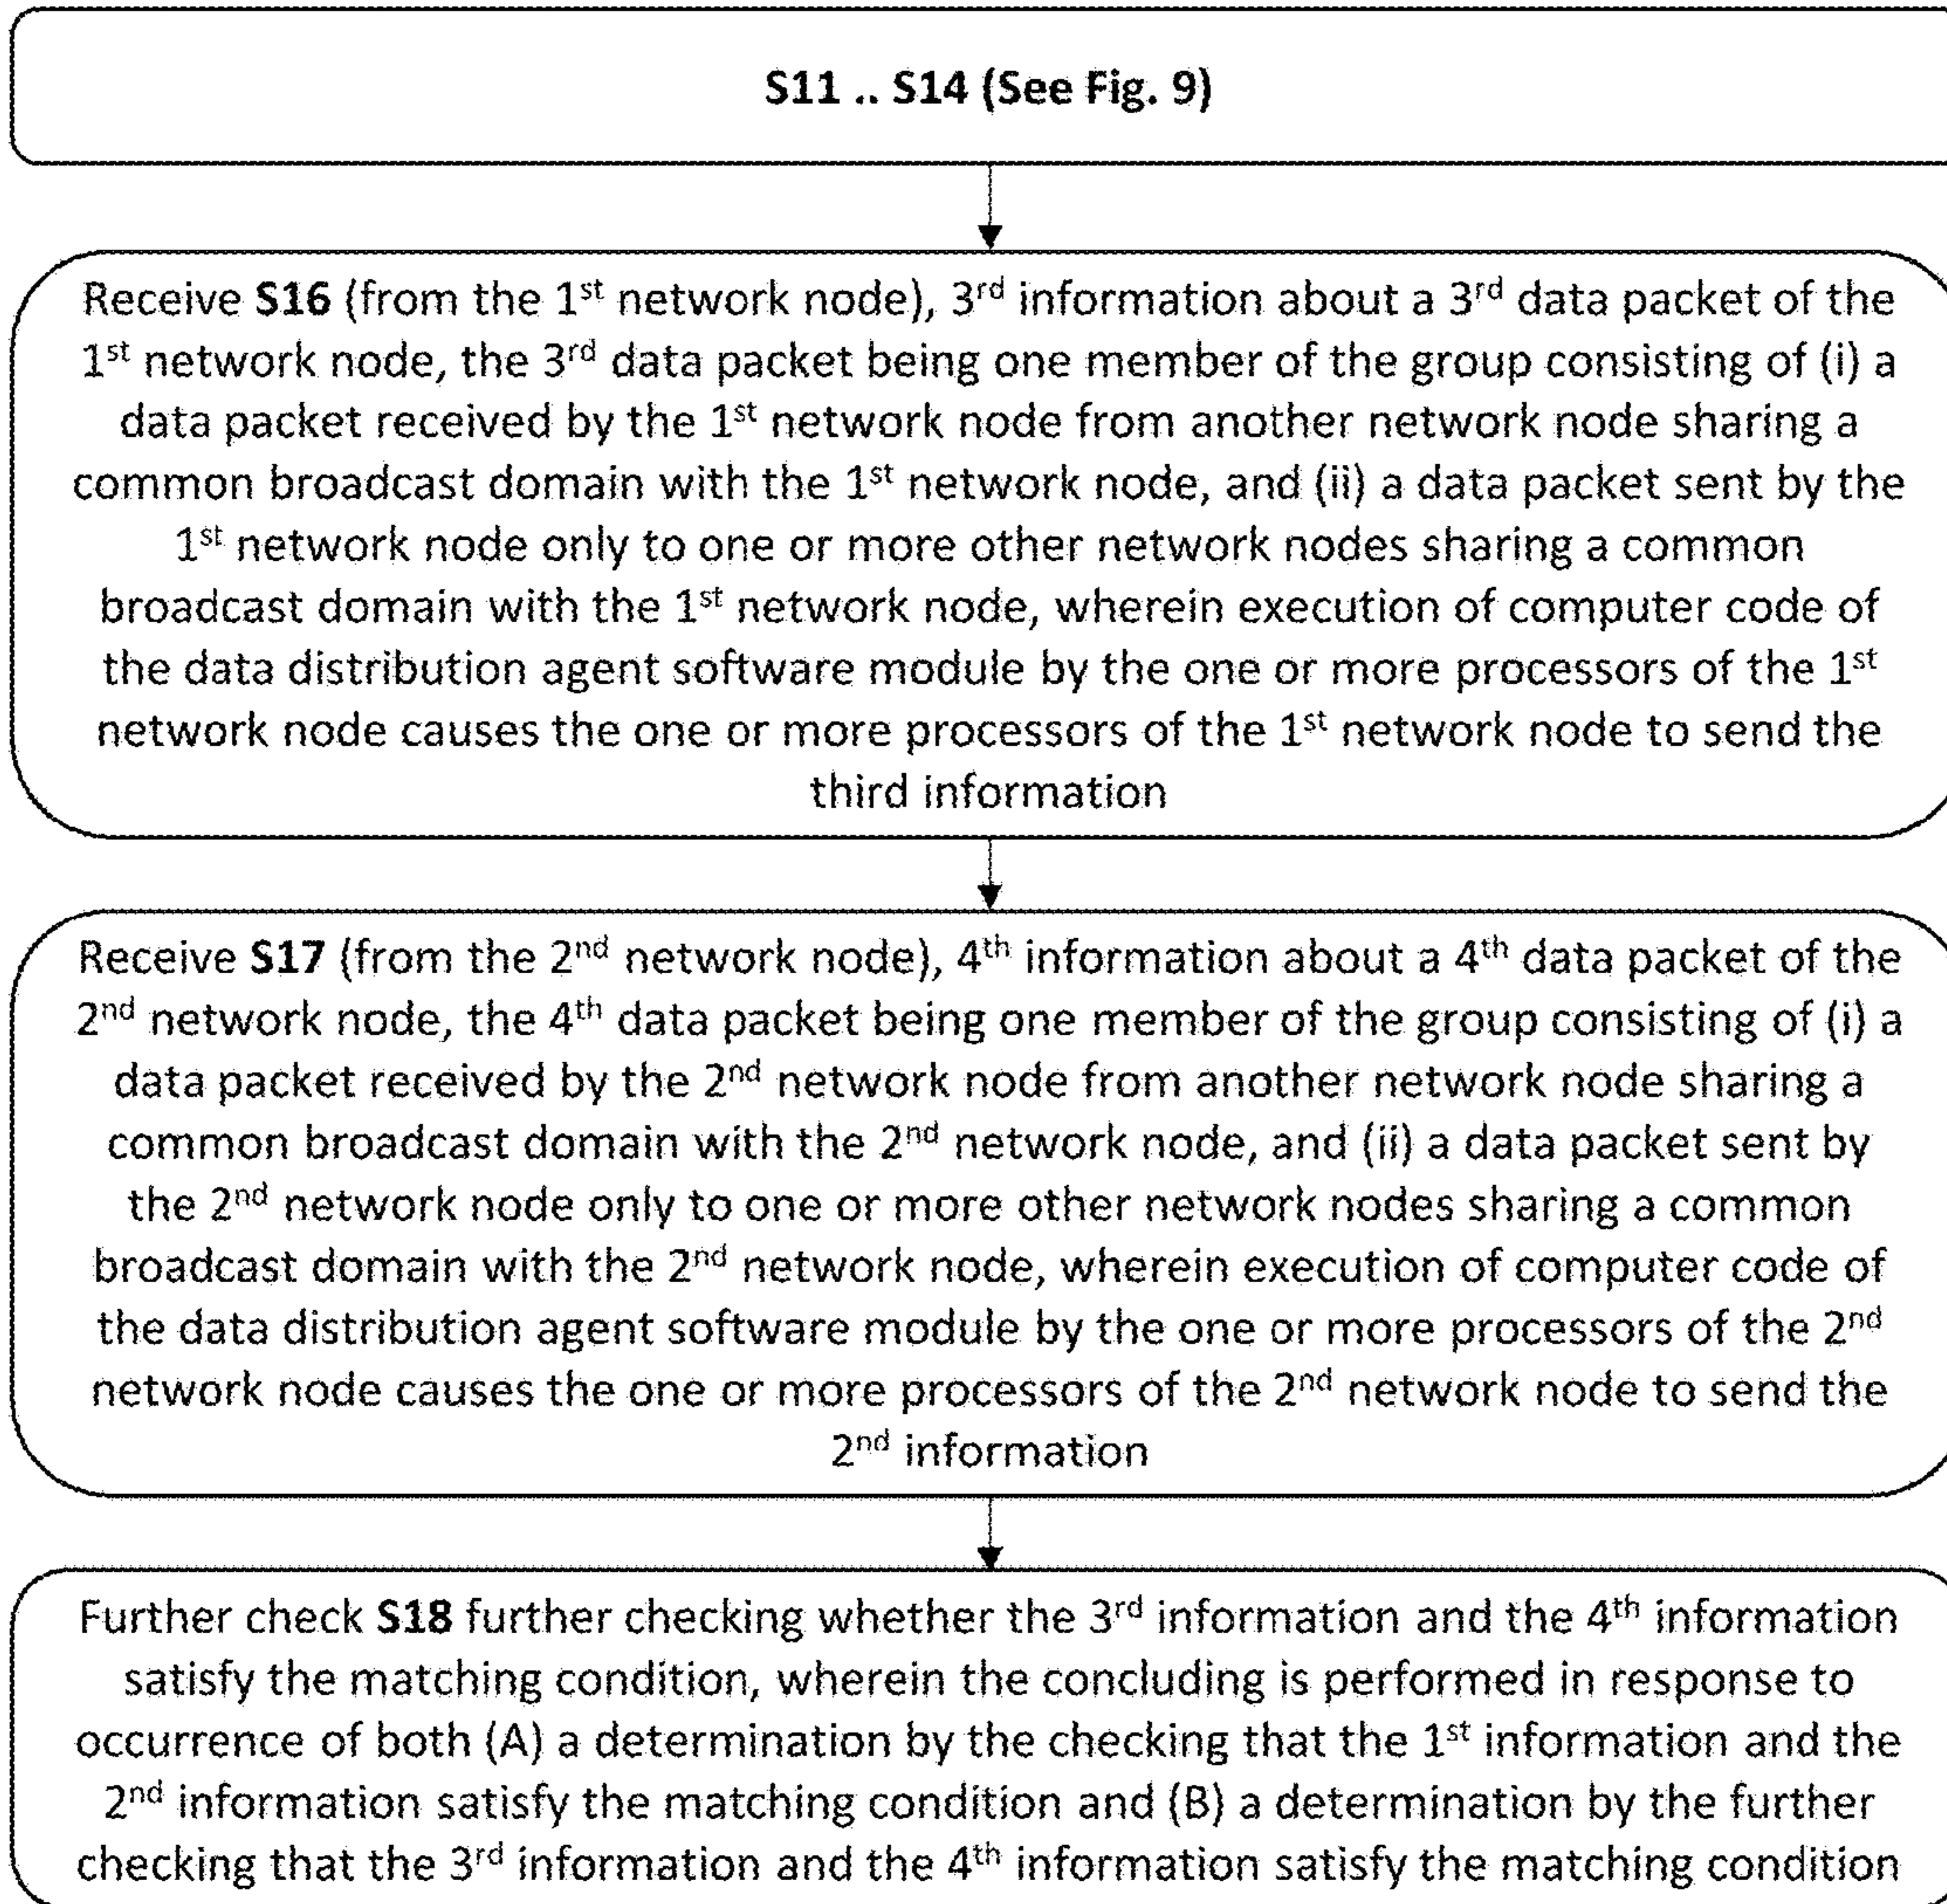 S11 .. S14 (See Fig. 9)
Receive S16 (from the 1st network node), 3rd information about a 3rd data packet of the
1st network node, the 3rd data packet being one member of the group consisting of (i) a
data packet received by the 1st network node from another network node sharing a
common broadcast domain with the 1st network node, and (ii) a data packet sent by the
1st network node only to one or more other network nodes sharing a common
broadcast domain with the 1st network node, wherein execution of computer code of
the data distribution agent software module by the one or more processors of the 1st
network node causes the one or more processors of the 1st network node to send the
third information
Receive S17 (from the 2nd network node), 4th information about a 4th data packet of the
2nd network node, the 4th data packet being one member of the group consisting of (i) a
data packet received by the 2nd network node from another network node sharing a
common broadcast domain with the 2nd network node, and (ii) a data packet sent by
the 2nd network node only to one or more other network nodes sharing a common
broadcast domain with the 2nd network node, wherein execution of computer code of
the data distribution agent software module by the one or more processors of the 2nd
network node causes the one or more processors of the 2nd network node to send the
2nd information
Further check S18 further checking whether the 3rd information and the 4th information
satisfy the matching condition, wherein the concluding is performed in response to
occurrence of both (A) a determination by the checking that the 1st information and the
2nd information satisfy the matching condition and (B) a determination by the further
checking that the 3rd information and the 4th information satisfy the matching condition